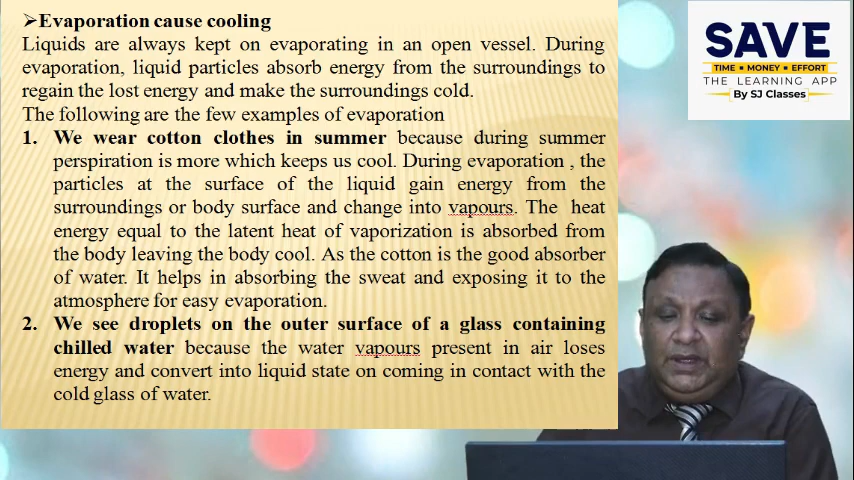 ➢Evaporation cause cooling
Liquids are always kept on evaporating in an open vessel. During
evaporation, liquid particles absorb energy from the surroundings to
regain the lost energy and make the surroundings cold.
The following are the few examples of evaporation
1. We wear cotton clothes in summer because during summer
perspiration is more which keeps us cool. During evaporation , the
particles at the surface of the liquid gain energy from the
surroundings or body surface and change into vapours. The heat
energy equal to the latent heat of vaporization is absorbed from
the body leaving the body cool. As the cotton is the good absorber
of water. It helps in absorbing the sweat and exposing it to the
atmosphere for easy evaporation.
2. We see droplets on the outer surface of a glass containing
chilled water because the water vapours present in air loses
energy and convert into liquid state on coming in contact with the
cold glass of water.
SAVE
TIME ▪ MONEY ▪ EFFORT
THE LEARNING APP
By SJ Classes